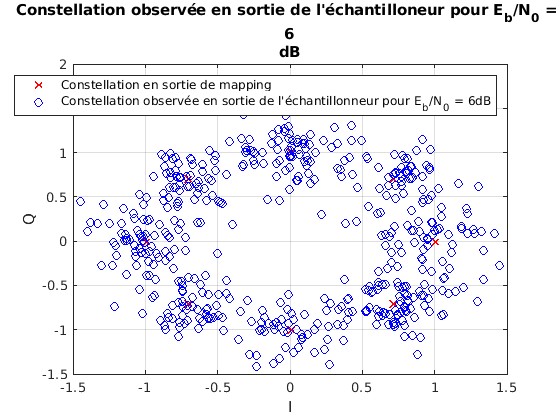 Constellation observée en sortie de l'échantilloneur pour E_b/N_0 =
6
dB
2
Constellation en sortie de mapping
Constellation observée en sortie de l'échantillonneur pour E_b/N_0 = 6dB
1
0.5
0
-0.5
-1
-1.5
Q
-1.5 -1 -0.5 0 0.5 1 1.5
I